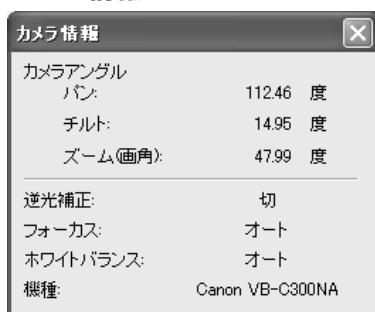 カメラ情報
カメラアングル
パン: 112.46 度
チルト: 14.95 度
ズーム(画角): 47.99 度
逆光補正: 切
フォーカス: オート
ホワイトバランス: オート
機種: Canon VB-C300NA